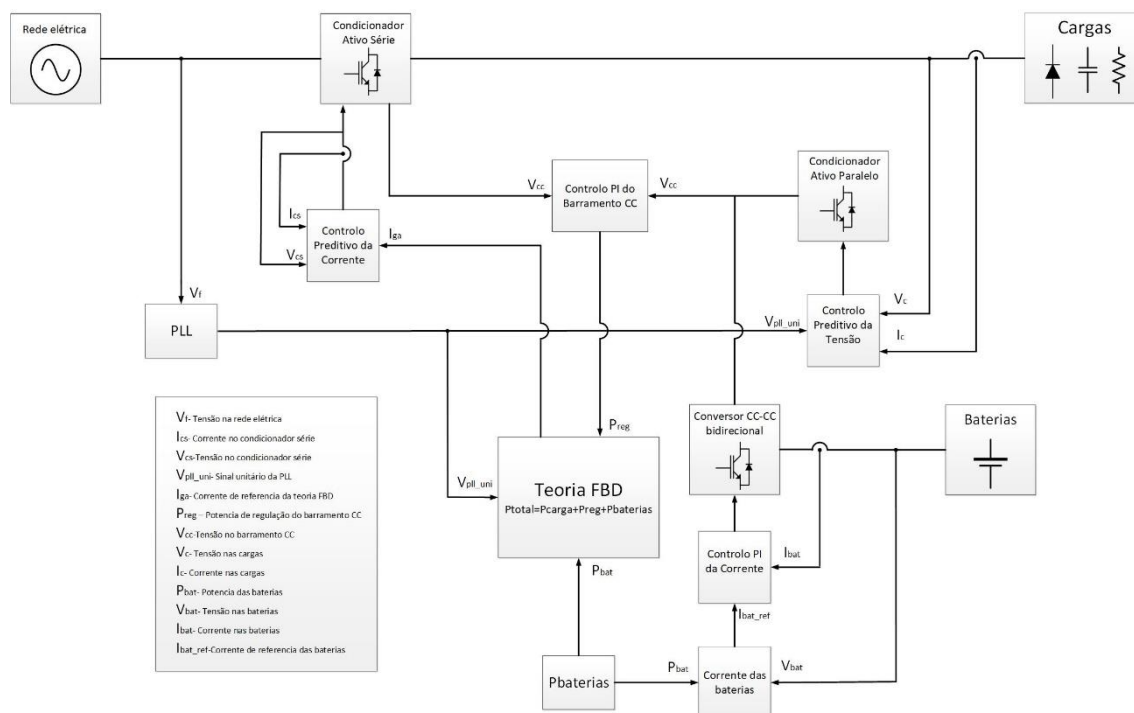 Rede elétrica
Condicionador
Ativo Série
Cargas
Condicionador
Ativo Paralelo
Vcc
Controlo PI do
Barramento CC
Vcc
Ics
Vcs
Controlo
Preditivo da
Corrente
Iga
Vf
PLL
Vpll_uni
Controlo
Preditivo da
Tensão
Vc
Ic
Vf- Tensão na rede elétrica
Ics- Corrente no condicionador série
Vcs-Tensão no condicionador série
Vpll_uni- Sinal unitário da PLL
Iga- Corrente de referencia da teoria FBD
Preg – Potencia de regulação do barramento CC
Vcc-Tensão no barramento CC
Vc- Tensão nas cargas
Ic- Corrente nas cargas
Pbat- Potencia das baterias
Vbat- Tensão nas baterias
Ibat- Corrente nas baterias
Ibat_ref-Corrente de referencia das baterias
Preg
Vpll_uni
Teoria FBD
Ptotal=Pcarga+Preg+Pbaterias
Pbat
Conversor CC-CC
bidirecional
Baterias
Controlo PI
da Corrente
Ibat
Ibat_ref
Pbaterias
Pbat
Corrente das
baterias
Vbat